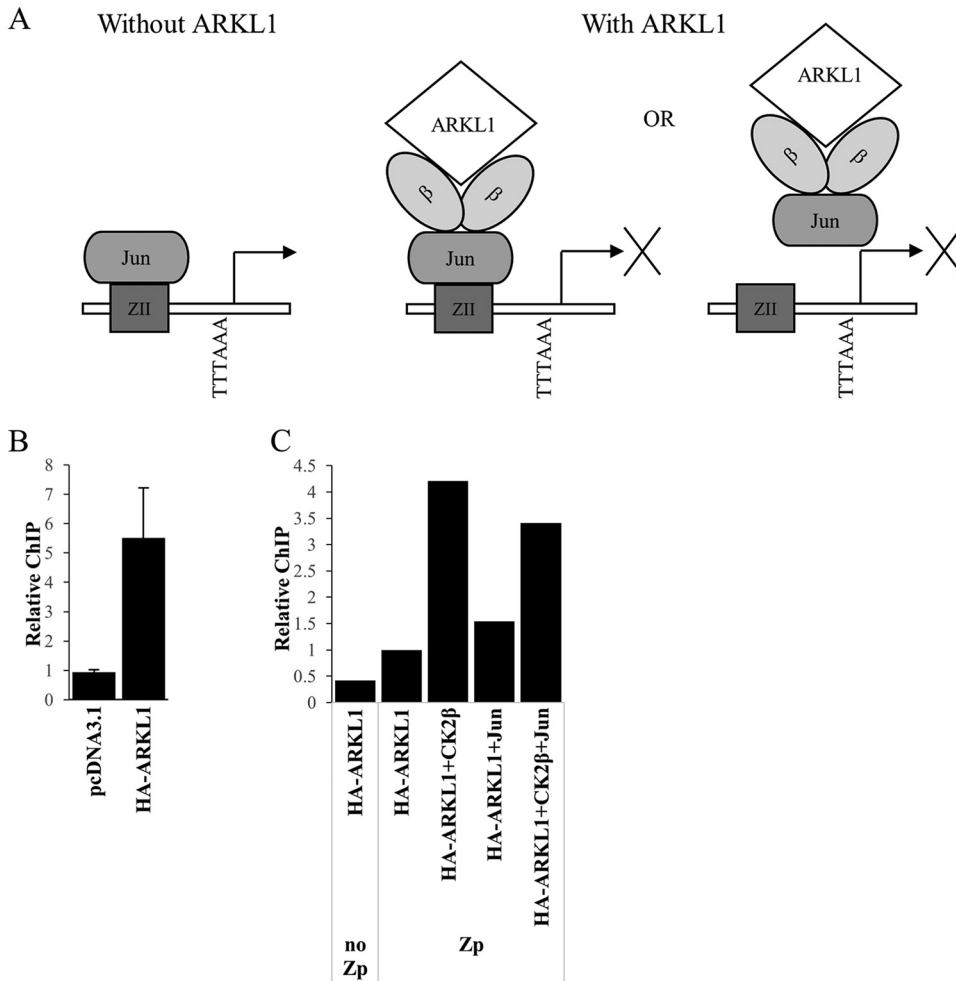 A
Without ARKL1
With ARKL1
ARKL1
β
β
Jun
ZII
TTTAAA
Jun
ZII
TTTAAA
OR
ARKL1
β
β
Jun
ZII
TTTAAA
B
Relative ChIP
8
7
6
5
4
3
2
1
0
pcDNA3.1
HA-ARKL1
C
Relative ChIP
4.5
4
3.5
3
2.5
2
1.5
1
0.5
0
HA-ARKL1
HA-ARKL1
HA-ARKL1+CK2β
HA-ARKL1+Jun
HA-ARKL1+CK2β+Jun
no
Zp
Zp